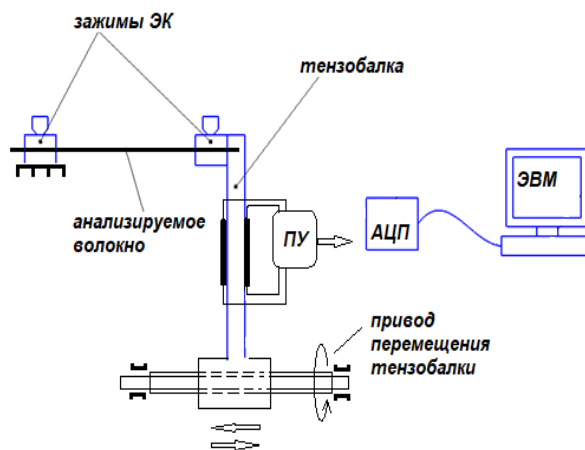 зажимы ЭК
тензобалка
анализируемое
волокно
ПУ
АЦП
ЭВМ
привод
перемещения
тензобалки